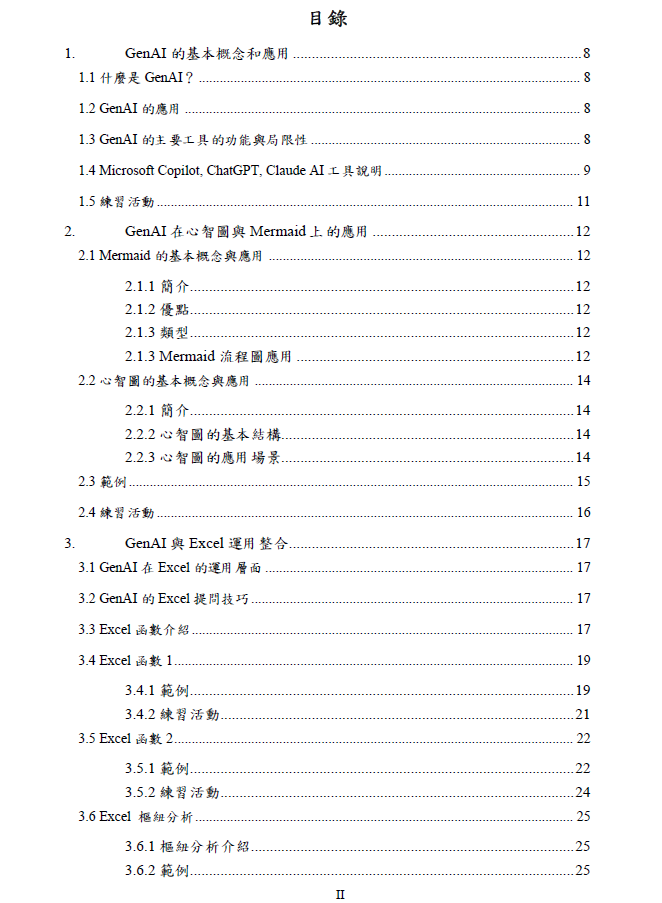 目錄
1. GenAI 的基本概念和應用 8
1.1 什麼是 GenAI？ 8
1.2 GenAI 的應用 8
1.3 GenAI 的主要工具的功能與局限性 8
1.4 Microsoft Copilot, ChatGPT, Claude AI 工具說明 9
1.5 練習活動 11
2. GenAI 在心智圖與 Mermaid 上的應用 12
2.1 Mermaid 的基本概念與應用 12
2.1.1 簡介 12
2.1.2 優點 12
2.1.3 類型 12
2.1.3 Mermaid 流程圖應用 12
2.2 心智圖的基本概念與應用 14
2.2.1 簡介 14
2.2.2 心智圖的基本結構 14
2.2.3 心智圖的應用場景 14
2.3 範例 15
2.4 練習活動 16
3. GenAI 與 Excel 運用整合 17
3.1 GenAI 在 Excel 的運用層面 17
3.2 GenAI 的 Excel 提問技巧 17
3.3 Excel 函數介紹 17
3.4 Excel 函數 1 19
3.4.1 範例 19
3.4.2 練習活動 21
3.5 Excel 函數 2 22
3.5.1 範例 22
3.5.2 練習活動 24
3.6 Excel 樞紐分析 25
3.6.1 樞紐分析介紹 25
3.6.2 範例 25
II